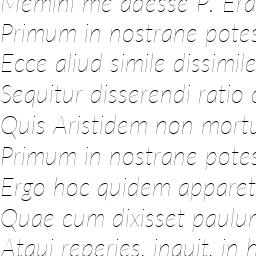 Memini me adesse P. Era
Primum in nostrane potes
Ecce aliud simile dissimile
Sequitur disserendi ratio
Quis Aristidem non mortu
Primum in nostrane potes
Ergo hoc quidem apparet
Quae cum dixisset paulum
Atqui reperies, inquit, in h